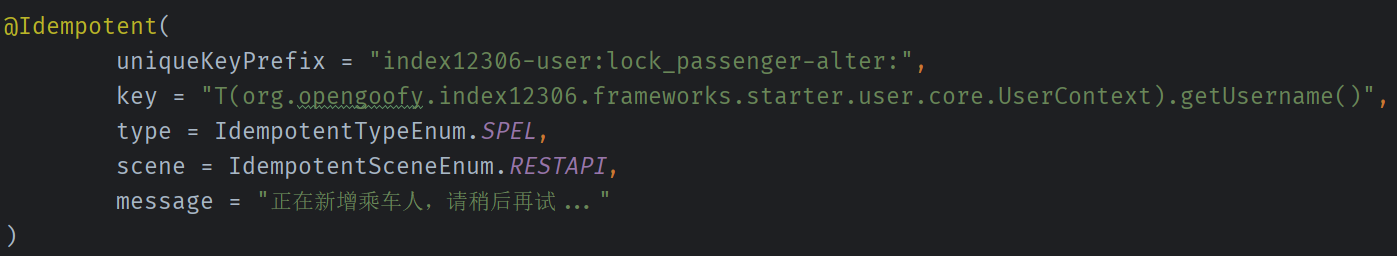 @Idempotent(
uniqueKeyPrefix = "index12306-user:lock_passenger-alter:",
key = "T(org.opengoofy.index12306.frameworks.starter.user.core.UserContext).getUsername()",
type = IdempotentTypeEnum.SPEL,
scene = IdempotentSceneEnum.RESTAPI,
message = "正在新增乘车人，请稍后再试..."
)